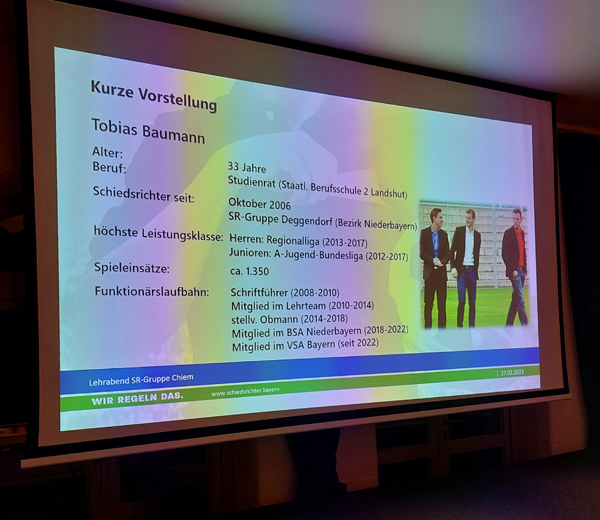 Kurze Vorstellung
Tobias Baumann
Alter: 33 Jahre
Beruf: Studienrat (Staatl. Berufsschule 2 Landshut)
Schiedsrichter seit: Oktober 2006
SR-Gruppe Deggendorf (Bezirk Niederbayern)
höchste Leistungsklasse: Herren: Regionalliga (2013-2017)
Junioren: A-Jugend-Bundesliga (2012-2017)
Spieleinsätze: ca. 1.350
Funktionärslaufbahn: Schriftführer (2008-2010)
Mitglied im Lehrteam (2010-2014)
stellv. Obmann (2014-2018)
Mitglied im BSA Niederbayern (2018-2022)
Mitglied im VSA Bayern (seit 2022)
Lehrabend SR-Gruppe Chiem
| 27.02.2023
WIR REGELN DAS. www.schiedsrichter.bayern